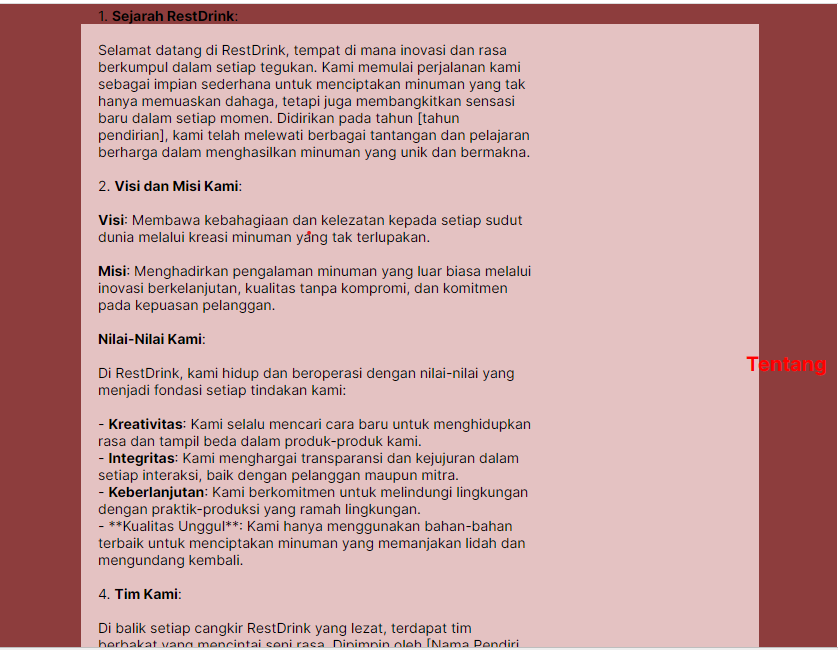 1. Sejarah RestDrink:
Selamat datang di RestDrink, tempat di mana inovasi dan rasa
berkumpul dalam setiap tegukan. Kami memulai perjalanan kami
sebagai impian sederhana untuk menciptakan minuman yang tak
hanya memuaskan dahaga, tetapi juga membangkitkan sensasi
baru dalam setiap momen. Didirikan pada tahun [tahun
pendirian], kami telah melewati berbagai tantangan dan pelajaran
berharga dalam menghasilkan minuman yang unik dan bermakna.
2. Visi dan Misi Kami:
Visi: Membawa kebahagiaan dan kelezatan kepada setiap sudut
dunia melalui kreasi minuman yang tak terlupakan.
Misi: Menghadirkan pengalaman minuman yang luar biasa melalui
inovasi berkelanjutan, kualitas tanpa kompromi, dan komitmen
pada kepuasan pelanggan.
Nilai-Nilai Kami:
Di RestDrink, kami hidup dan beroperasi dengan nilai-nilai yang
menjadi fondasi setiap tindakan kami:
- Kreativitas: Kami selalu mencari cara baru untuk menghidupkan
rasa dan tampil beda dalam produk-produk kami.
- Integritas: Kami menghargai transparansi dan kejujuran dalam
setiap interaksi, baik dengan pelanggan maupun mitra.
- Keberlanjutan: Kami berkomitmen untuk melindungi lingkungan
dengan praktik-produksi yang ramah lingkungan.
- **Kualitas Unggul**: Kami hanya menggunakan bahan-bahan
terbaik untuk menciptakan minuman yang memanjakan lidah dan
mengundang kembali.
4. Tim Kami:
Di balik setiap cangkir RestDrink yang lezat, terdapat tim
berbakat yang mencintai seni rasa. Dipimpin oleh [Nama Pendiri
Tentang